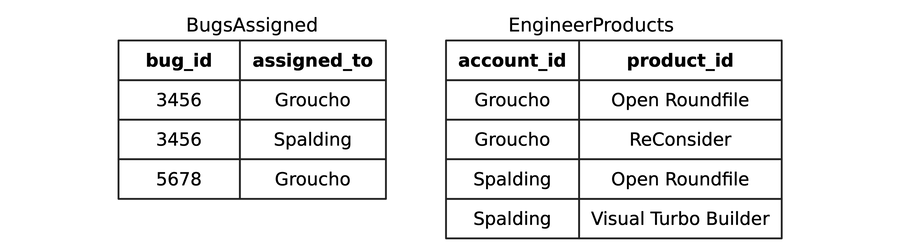 BugsAssigned
bug_id assigned_to
3456 Groucho
3456 Spalding
5678 Groucho
EngineerProducts
account_id product_id
Groucho Open Roundfile
Groucho ReConsider
Spalding Open Roundfile
Spalding Visual Turbo Builder